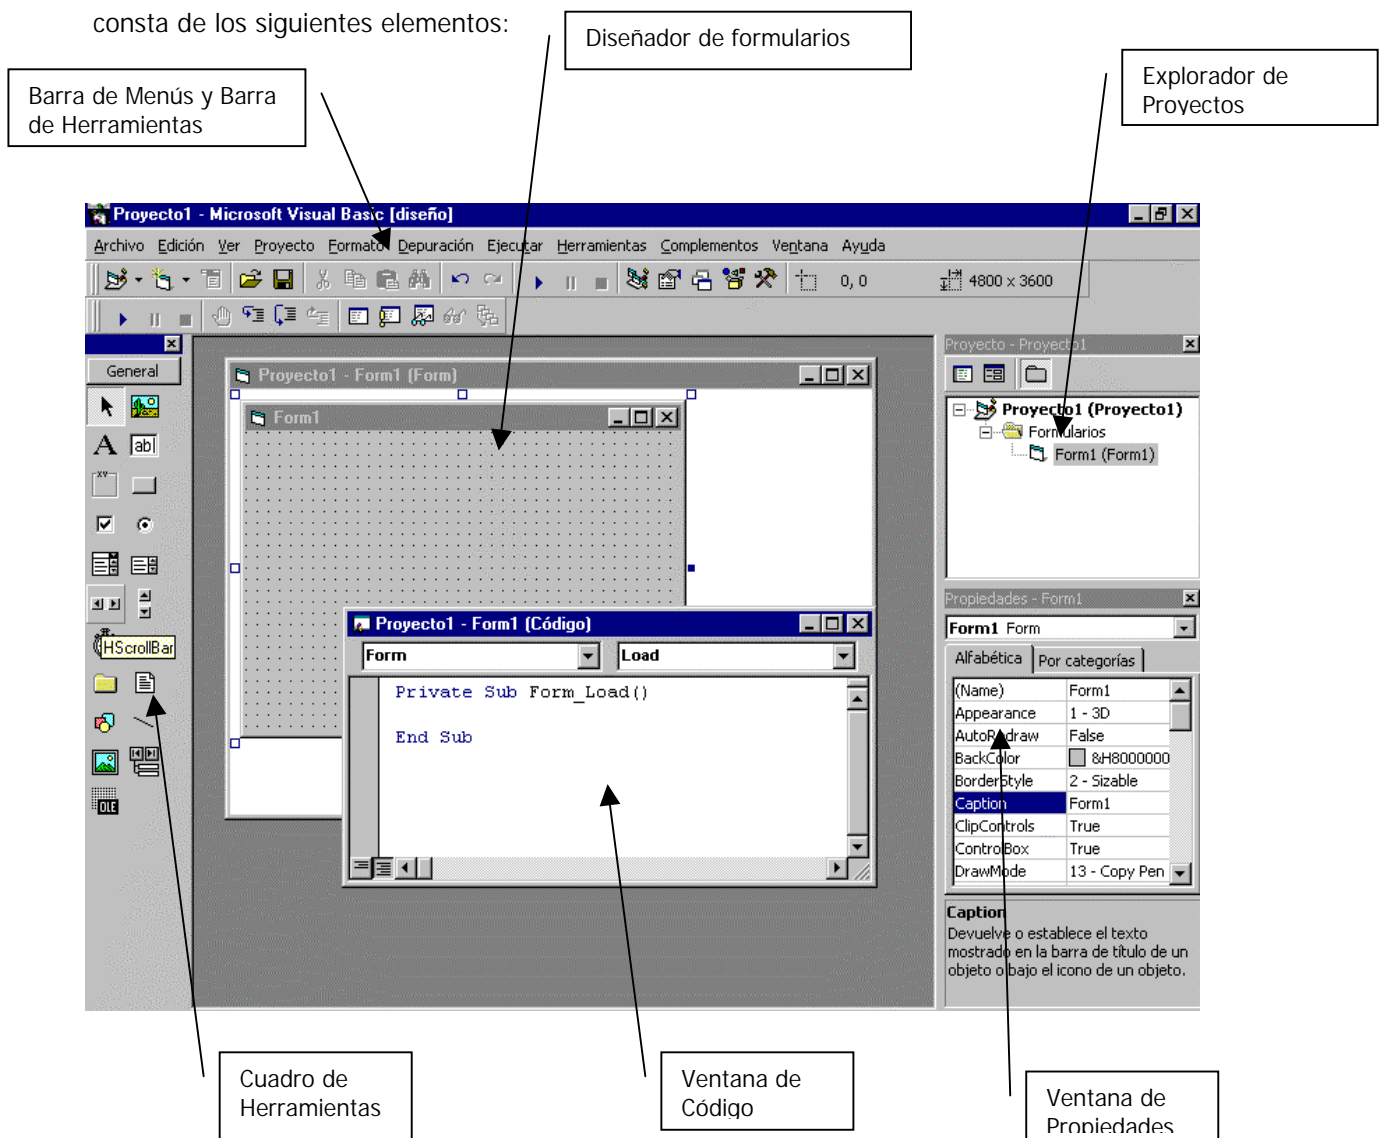 consta de los siguientes elementos:
Diseñador de formularios
Explorador de
Proyectos
Barra de Menús y Barra
de Herramientas
Proyecto1 - Microsoft Visual Basic [diseño]
Archivo Edición Ver Proyecto Formato Depuración Ejecutar Herramientas Complementos Ventana Ayuda
0, 0
4800 x 3600
General
A
abl
xv
HScrollBar
OLE
Proyecto1 - Form1 (Form)
Form1
Proyecto1 - Form1 (Código)
Form
Load
Private Sub Form_Load()
End Sub
Proyecto - Proyecto1
Proyecto1 (Proyecto1)
Formularios
Form1 (Form1)
Propiedades - Form1
Form1 Form
Alfabética Por categorías
(Name) Form1
Appearance 1 - 3D
AutoRedraw False
BackColor &H8000000
BorderStyle 2 - Sizable
Caption Form1
ClipControls True
ControlBox True
DrawMode 13 - Copy Pen
Caption
Devuelve o establece el texto
mostrado en la barra de título de un
objeto o bajo el icono de un objeto.
Cuadro de
Herramientas
Ventana de
Código
Ventana de
Propiedades